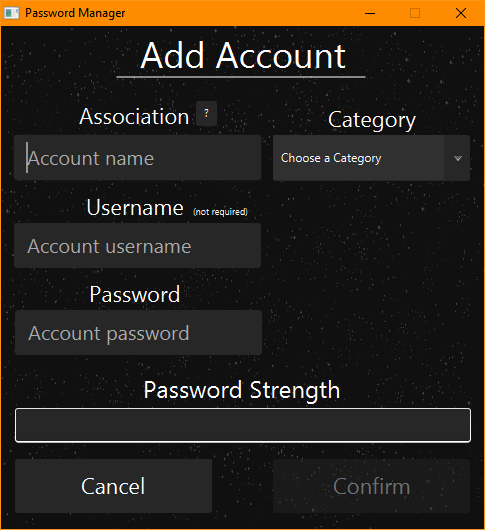 Password Manager
Add Account
Association ?
Category
Account name
Choose a Category
Username (not required)
Account username
Password
Account password
Password Strength
Cancel
Confirm